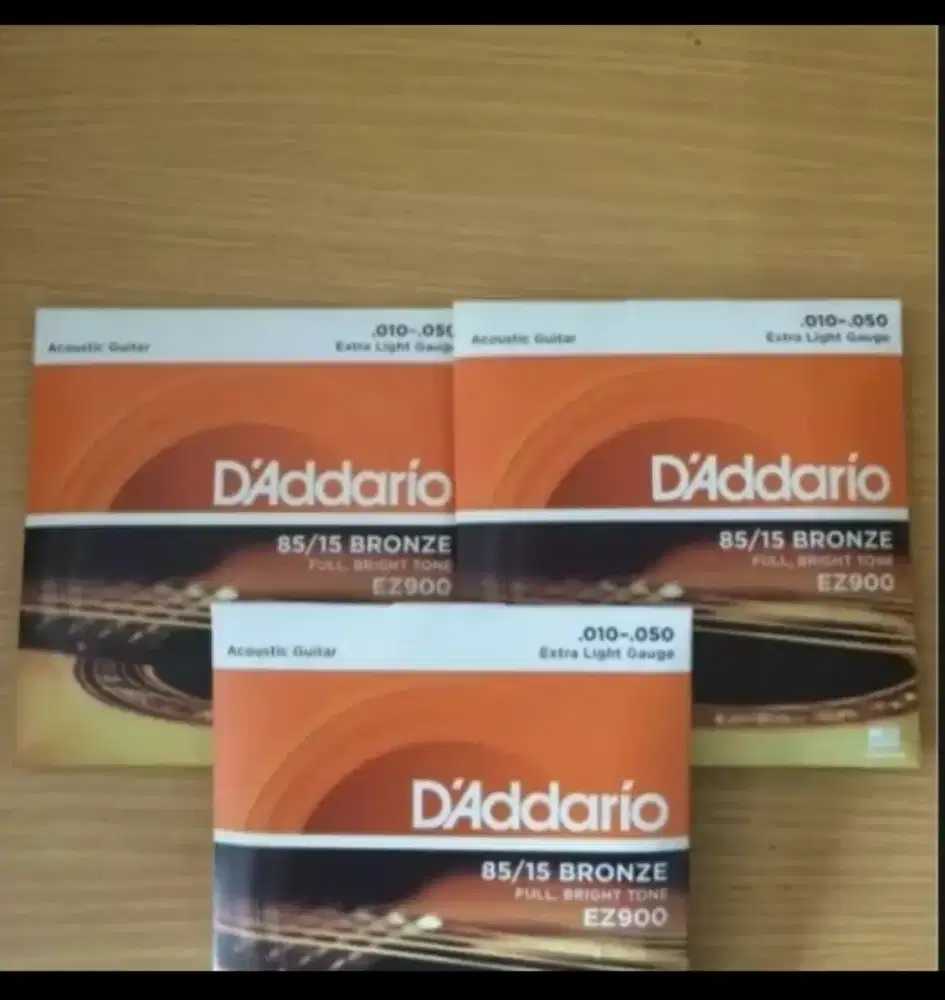 Acoustic Guitar
.010-.050
Extra Light Gauge
D'Addario
85/15 BRONZE
FULL, BRIGHT TONE
EZ900
Acoustic Guitar
.010-.050
Extra Light Gauge
D'Addario
85/15 BRONZE
FULL, BRIGHT TONE
EZ900
Acoustic Guitar
.010-.050
Extra Light Gauge
D'Addario
85/15 BRONZE
FULL, BRIGHT TONE
EZ900